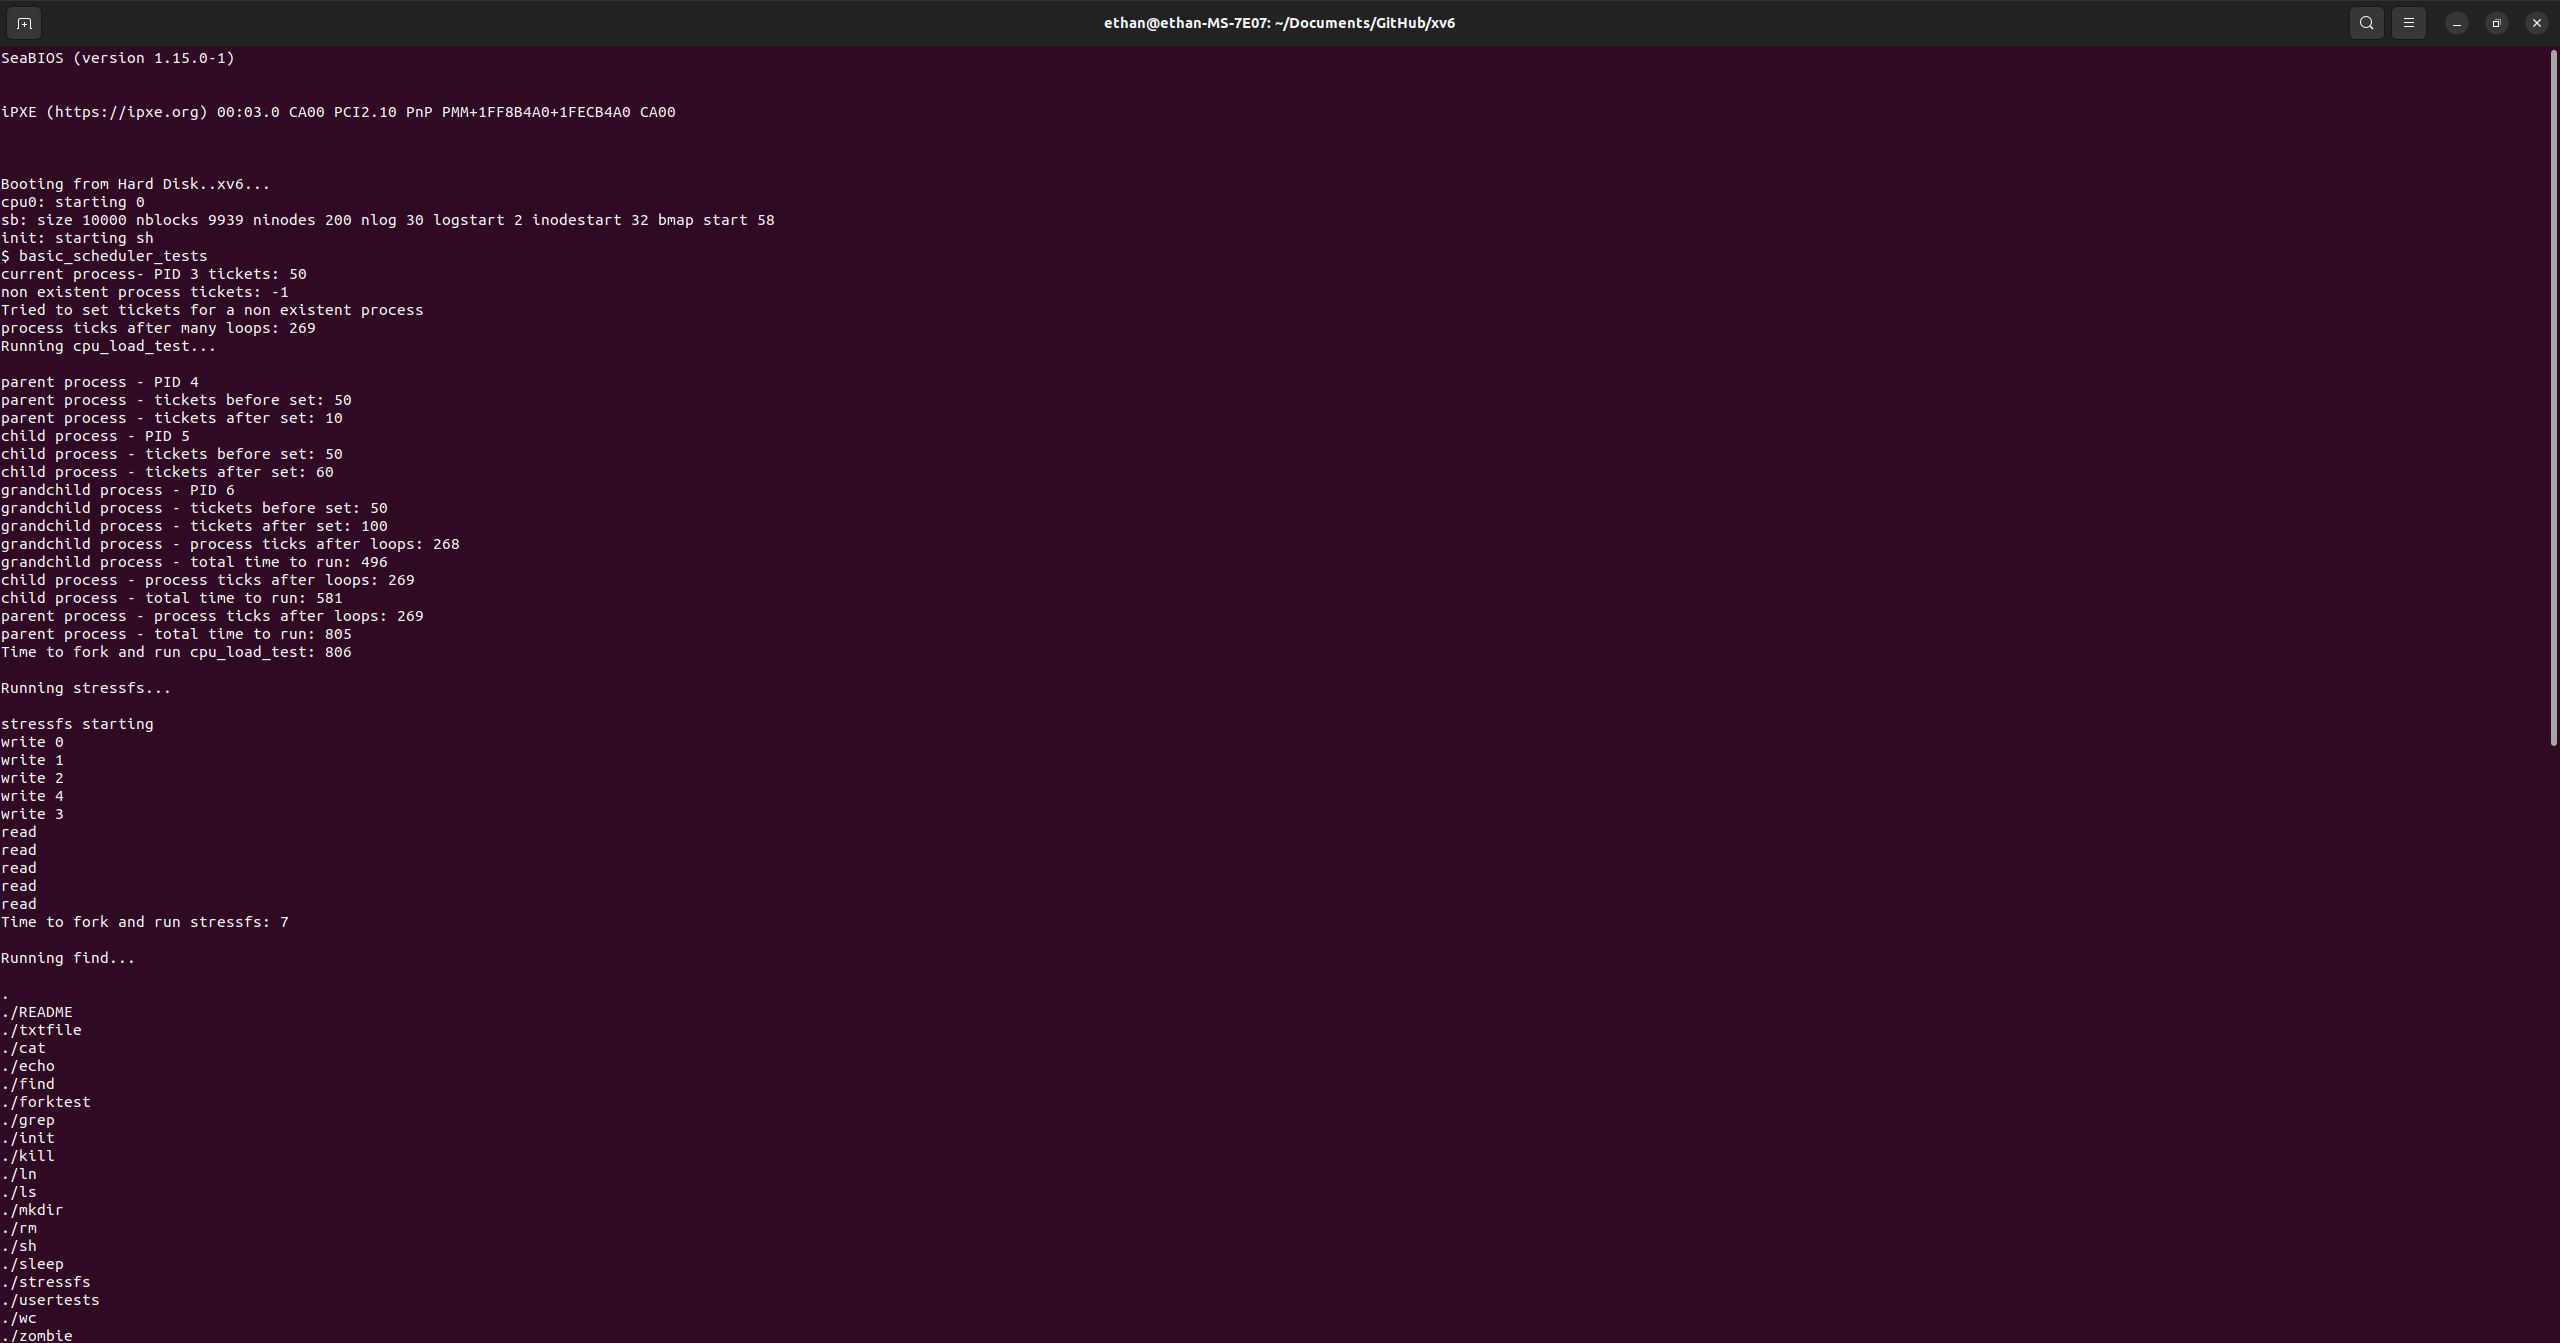 ethan@ethan-MS-7E07: ~/Documents/GitHub/xv6
SeaBIOS (version 1.15.0-1)
iPXE (https://ipxe.org) 00:03.0 CA00 PCI2.10 PnP PMM+1FF8B4A0+1FECB4A0 CA00
Booting from Hard Disk..xv6...
cpu0: starting 0
sb: size 10000 nblocks 9939 ninodes 200 nlog 30 logstart 2 inodestart 32 bmap start 58
init: starting sh
$ basic_scheduler_tests
current process- PID 3 tickets: 50
non existent process tickets: -1
Tried to set tickets for a non existent process
process ticks after many loops: 269
Running cpu_load_test...
parent process - PID 4
parent process - tickets before set: 50
parent process - tickets after set: 10
child process - PID 5
child process - tickets before set: 50
child process - tickets after set: 60
grandchild process - PID 6
grandchild process - tickets before set: 50
grandchild process - tickets after set: 100
grandchild process - process ticks after loops: 268
grandchild process - total time to run: 496
child process - process ticks after loops: 269
child process - total time to run: 581
parent process - process ticks after loops: 269
parent process - total time to run: 805
Time to fork and run cpu_load_test: 806
Running stressfs...
stressfs starting
write 0
write 1
write 2
write 4
write 3
read
read
read
read
read
Time to fork and run stressfs: 7
Running find...
.
./README
./txtfile
./cat
./echo
./find
./forktest
./grep
./init
./kill
./ln
./ls
./mkdir
./rm
./sh
./sleep
./stressfs
./usertests
./wc
./zombie